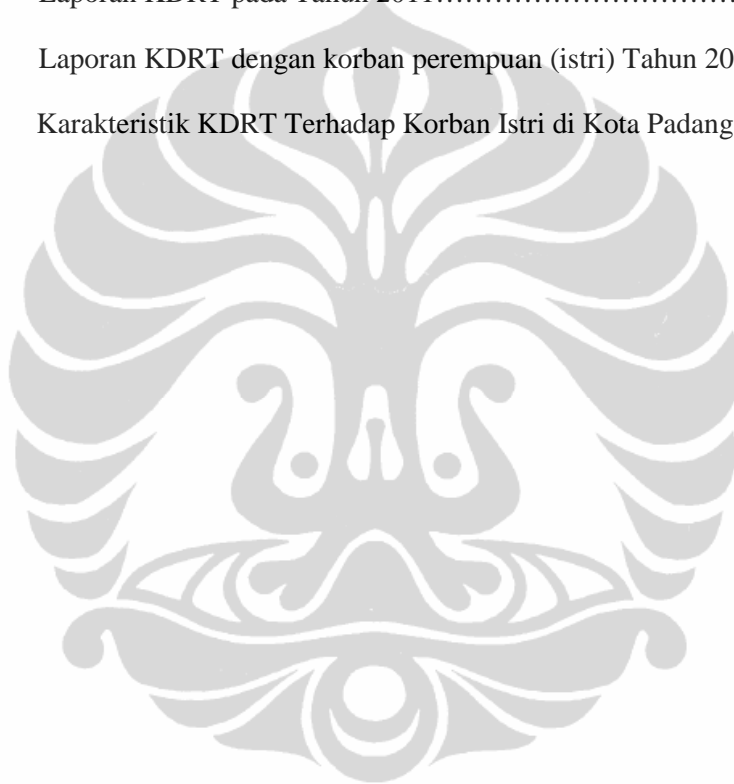 Laporan KDRT pada Tahun 2011……………………………
Laporan KDRT dengan korban perempuan (istri) Tahun 20
Karakteristik KDRT Terhadap Korban Istri di Kota Padang